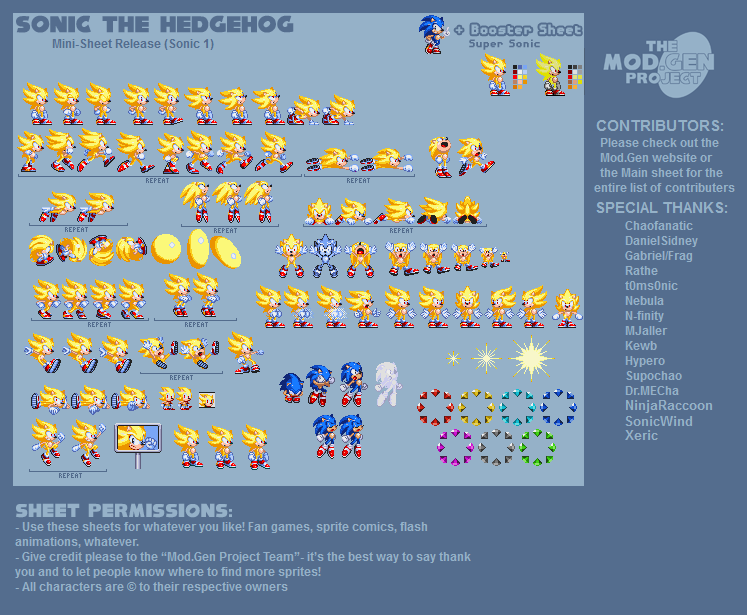 SONIC THE HEDGEHOG
Mini-Sheet Release (Sonic 1)
+ Booster Sheet
Super Sonic
THE
MOD.GEN
PROJECT
REPEAT
REPEAT
REPEAT
REPEAT
REPEAT
REPEAT
REPEAT
REPEAT
REPEAT
CONTRIBUTORS:
Please check out the
Mod.Gen website or
the Main sheet for the
entire list of contributers
SPECIAL THANKS:
Chaofanatic
DanielSidney
Gabriel/Frag
Rathe
t0ms0nic
Nebula
N-finity
MJaller
Kewb
Hypero
Supochao
Dr.MECha
NinjaRaccoon
SonicWind
Xeric
SHEET PERMISSIONS:
- Use these sheets for whatever you like! Fan games, sprite comics, flash
animations, whatever.
- Give credit please to the “Mod.Gen Project Team”- it's the best way to say thank
you and to let people know where to find more sprites!
- All characters are © to their respective owners